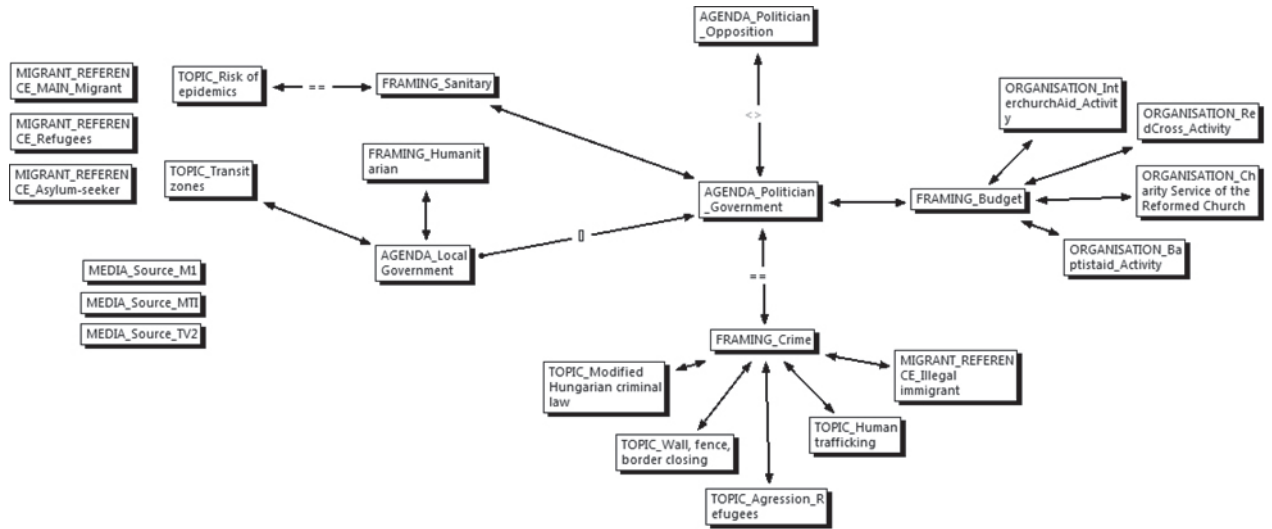 AGENDA_Politician
_Opposition
MIGRANT_REFEREN
CE_MAIN_Migrant
TOPIC_Risk of
epidemics
==
FRAMING_Sanitary
ORGANISATION_Int
erchurchAid_Activit
y
ORGANISATION_Re
dCross_Activity
<>
MIGRANT_REFEREN
CE_Refugees
FRAMING_Humanit
arian
MIGRANT_REFEREN
CE_Asylum-seeker
TOPIC_Transit
zones
AGENDA_Politician
_Government
FRAMING_Budget
ORGANISATION_Ch
arity Service of the
Reformed Church
[]
AGENDA_Local
Government
ORGANISATION_Ba
ptistaid_Activity
MEDIA_Source_M1
MEDIA_Source_MTI
MEDIA_Source_TV2
==
FRAMING_Crime
TOPIC_Modified
Hungarian criminal
law
MIGRANT_REFEREN
CE_Illegal
immigrant
TOPIC_Wall, fence,
border closing
TOPIC_Human
trafficking
TOPIC_Agression_R
efugees